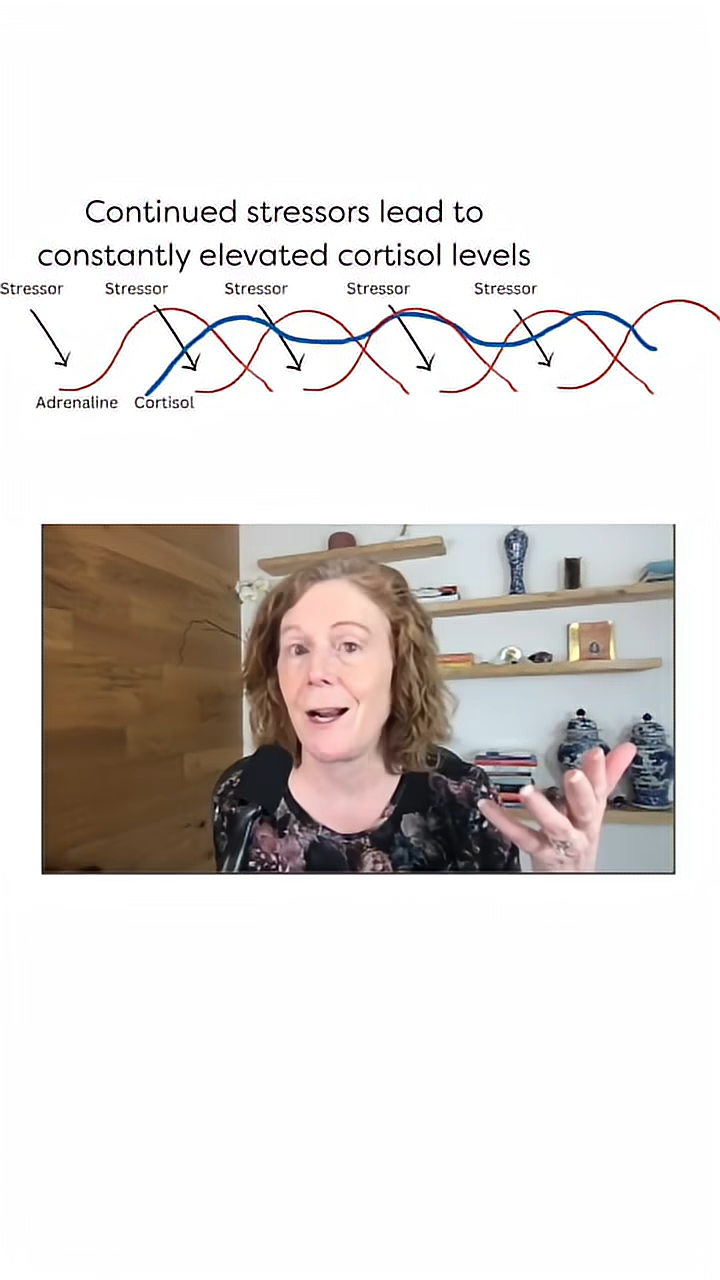 Continued stressors lead to
constantly elevated cortisol levels
Stressor Stressor Stressor Stressor Stressor
Adrenaline Cortisol